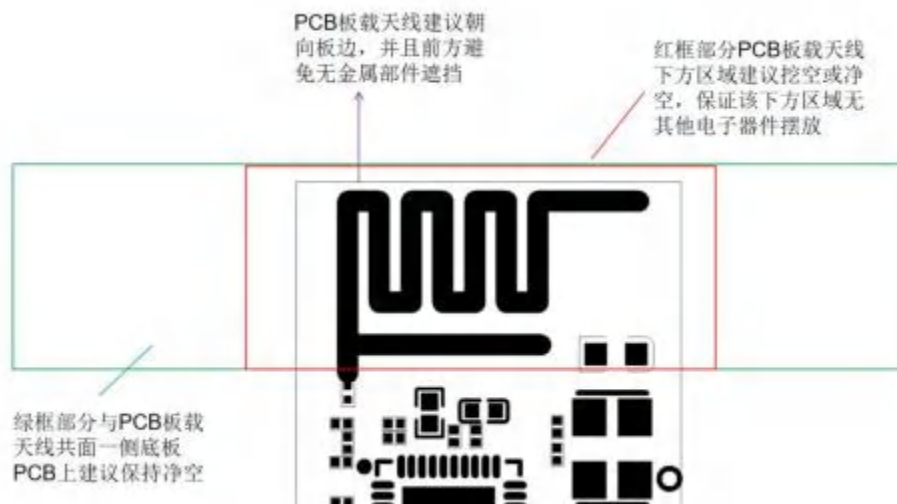 PCB板载天线建议朝
向板边，并且前方避
免无金属部件遮挡
红框部分PCB板载天线
下方区域建议挖空或净
空，保证该下方区域无
其他电子器件摆放
绿框部分与PCB板载
天线共面一侧底板
PCB上建议保持净空